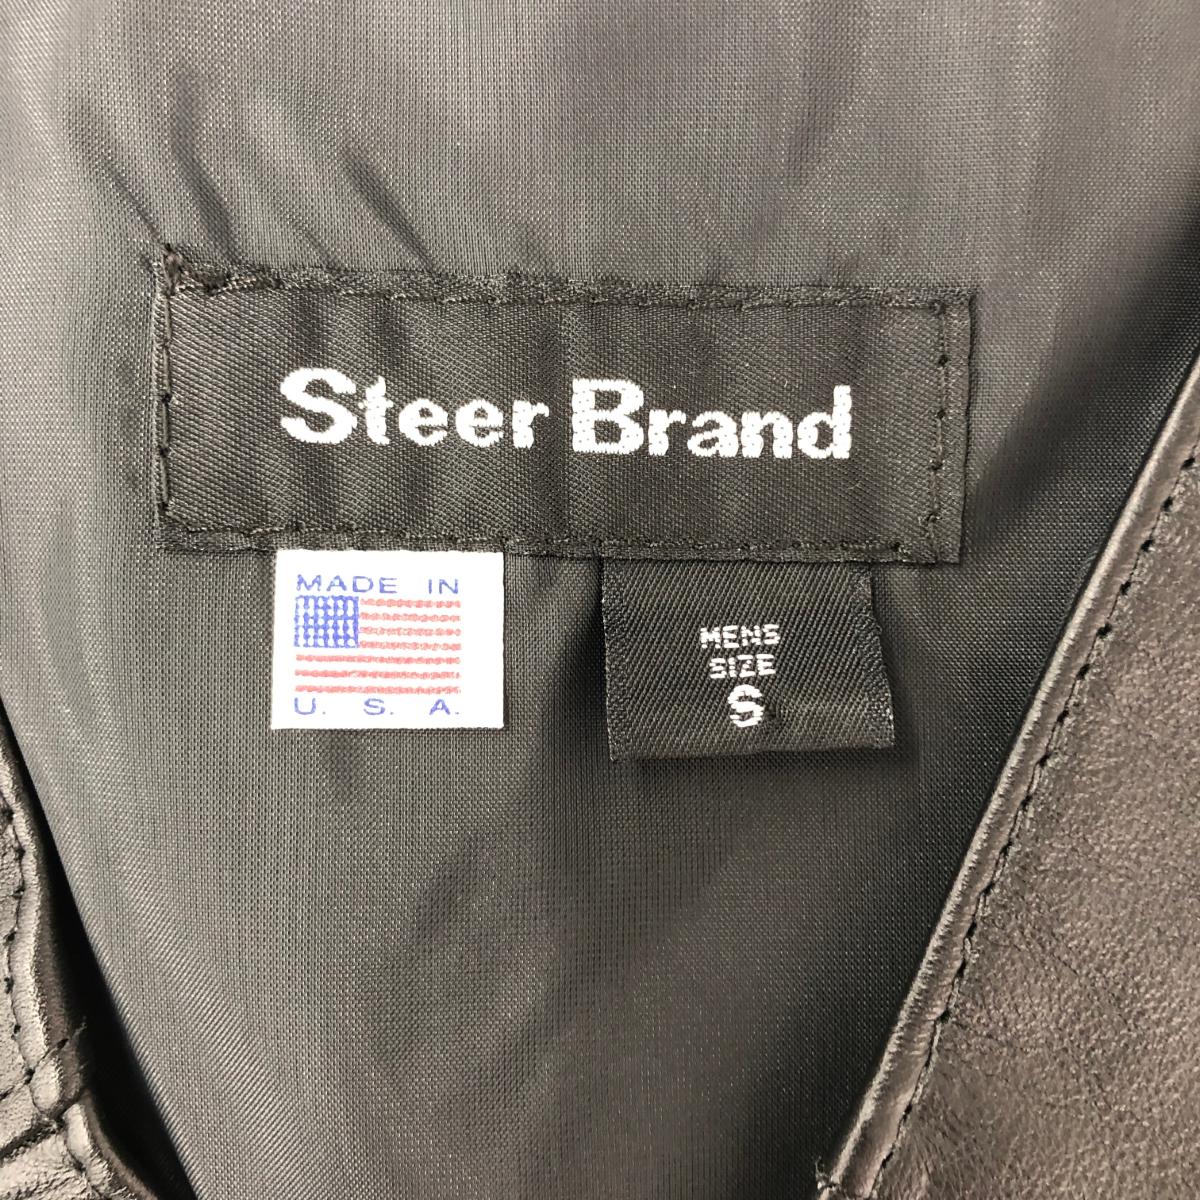 Steer Brand
MADE IN
U. S. A.
MENS
SIZE
S